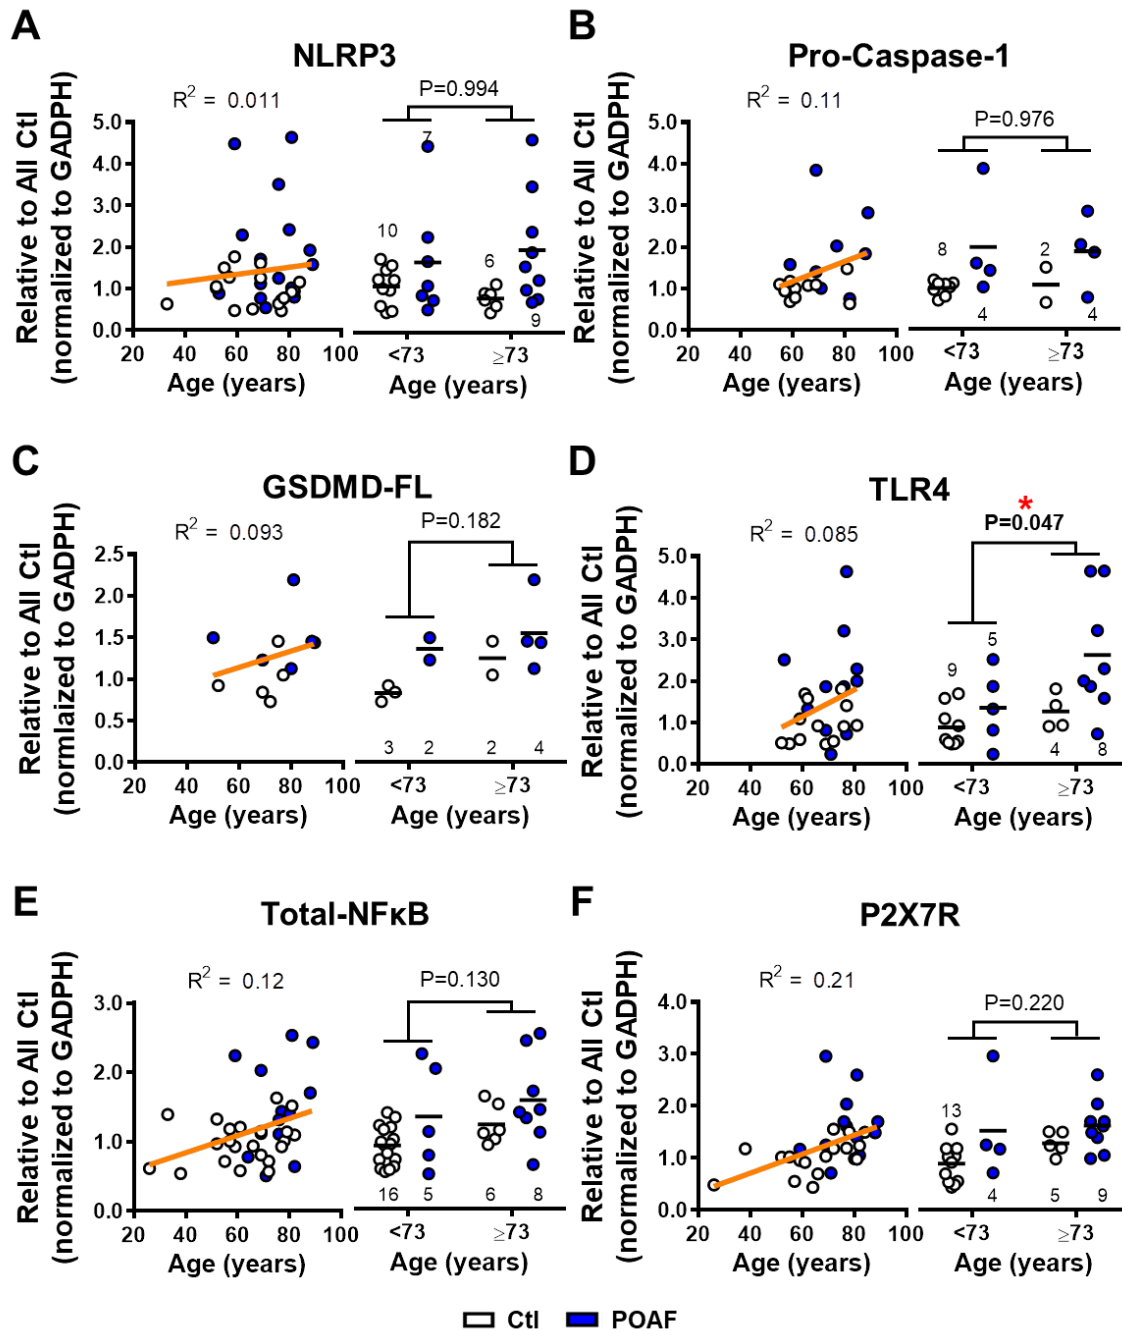 A
NLRP3
R2 = 0.011
P=0.994
Relative to All Ctl
(normalized to GADPH)
5.0
4.0
3.0
2.0
1.0
0.0
7
10
6
9
20 40 60 80 100
<73 ≥73
Age (years) Age (years)
B
Pro-Caspase-1
R2 = 0.11
P=0.976
Relative to All Ctl
(normalized to GADPH)
5.0
4.0
3.0
2.0
1.0
0.0
8
2
4
4
20 40 60 80 100
<73 ≥73
Age (years) Age (years)
C
GSDMD-FL
R2 = 0.093
P=0.182
Relative to All Ctl
(normlaized to GADPH)
2.5
2.0
1.5
1.0
0.5
0.0
3 2 2 4
20 40 60 80 100
<73 ≥73
Age (years) Age (years)
D
TLR4
*
R2 = 0.085
P=0.047
Relative to All Ctl
(normalized to GADPH)
5.0
4.0
3.0
2.0
1.0
0.0
5
9
4 8
20 40 60 80 100
<73 ≥73
Age (years) Age (years)
E
Total-NFκB
R2 = 0.12
P=0.130
Relative to All Ctl
(normalized to GADPH)
3.0
2.0
1.0
0.0
16 5 6 8
20 40 60 80 100
<73 ≥73
Age (years) Age (years)
F
P2X7R
R2 = 0.21
P=0.220
Relative to All Ctl
(normalized to GADPH)
4.0
3.0
2.0
1.0
0.0
13
4 5 9
20 40 60 80 100
<73 ≥73
Age (years) Age (years)
Ctl POAF